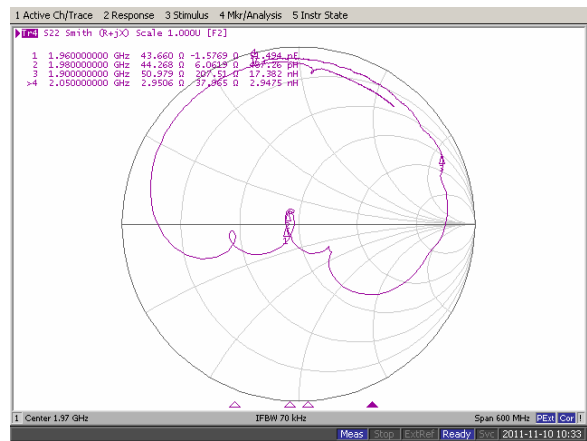 1 Active Ch/Trace 2 Response 3 Stimulus 4 Mkr/Analysis 5 Instr State
Tr4 S22 Smith (R+jX) Scale 1.000U [F2]
1 1.960000000 GHz 43.660 Ω -1.5769 Ω
2 1.980000000 GHz 44.268 Ω 6.0619 Ω pH
3 1.900000000 GHz 50.979 Ω 207.51 Ω 17.382 nH
>4 2.050000000 GHz 2.9506 Ω 37.965 Ω 2.9475 nH
1 Center 1.97 GHz IFBW 70 kHz Span 600 MHz PExt Cor !
Meas Stop ExtRef Ready Svc 2011-11-10 10:33